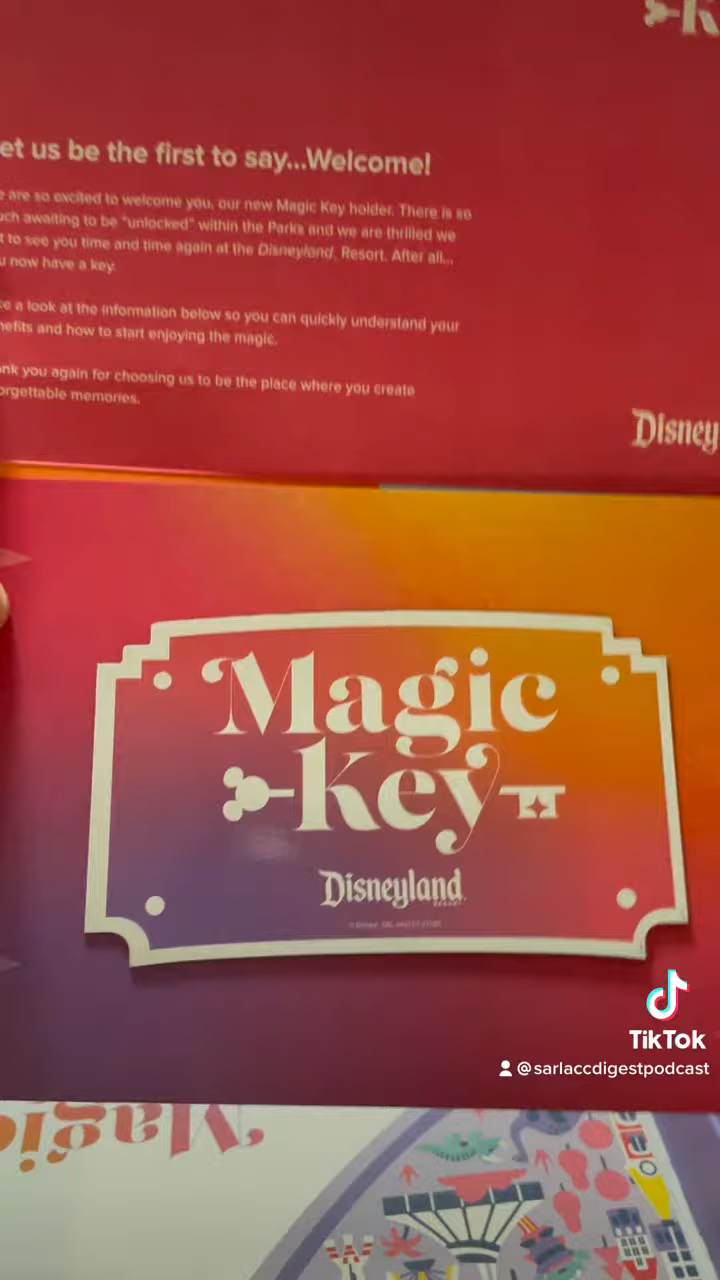 et us be the first to say...Welcome!
e are so excited to welcome you, our new Magic Key holder. There is so
uch awaiting to be "unlocked" within the Parks and we are thrilled we
t to see you time and time again at the Disneyland Resort. After all...
u now have a key.
ke a look at the information below so you can quickly understand your
nefits and how to start enjoying the magic.
ank you again for choosing us to be the place where you create
orgettable memories.
Disney
Magic
Key
Disneyland
RESORT
TikTok
@sarlaccdigestpodcast
Magic